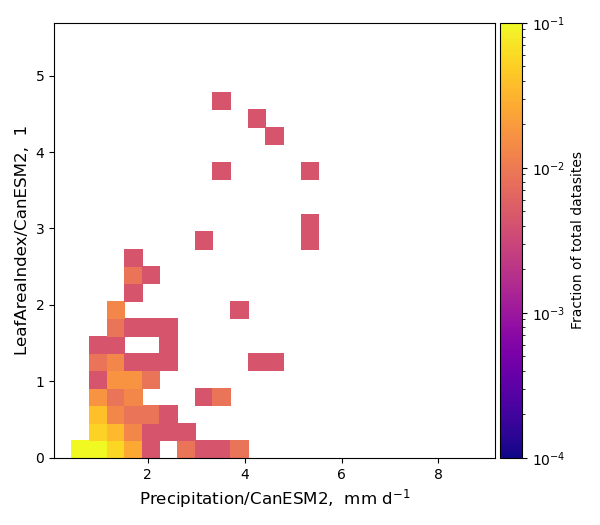 5
4
3
2
1
0
LeafAreaIndex/CanESM2,  1
2 4 6 8
Precipitation/CanESM2,  mm d⁻¹
10⁻¹
10⁻²
10⁻³
10⁻⁴
Fraction of total datasites